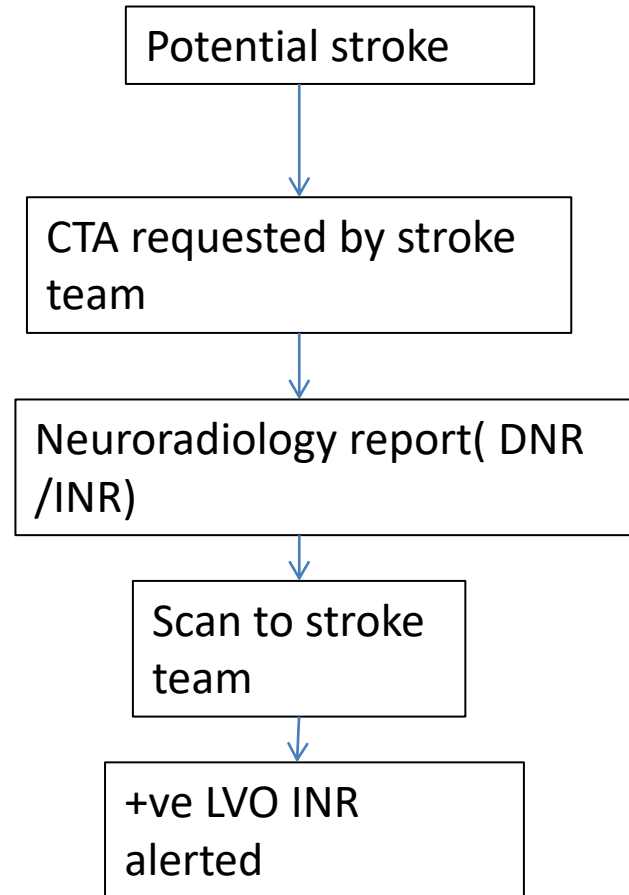 Potential stroke
CTA requested by stroke
team
Neuroradiology report( DNR
/INR)
Scan to stroke
team
+ve LVO INR
alerted